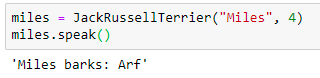 miles = JackRussellTerrier("Miles", 4)
miles.speak()
'Miles barks: Arf'